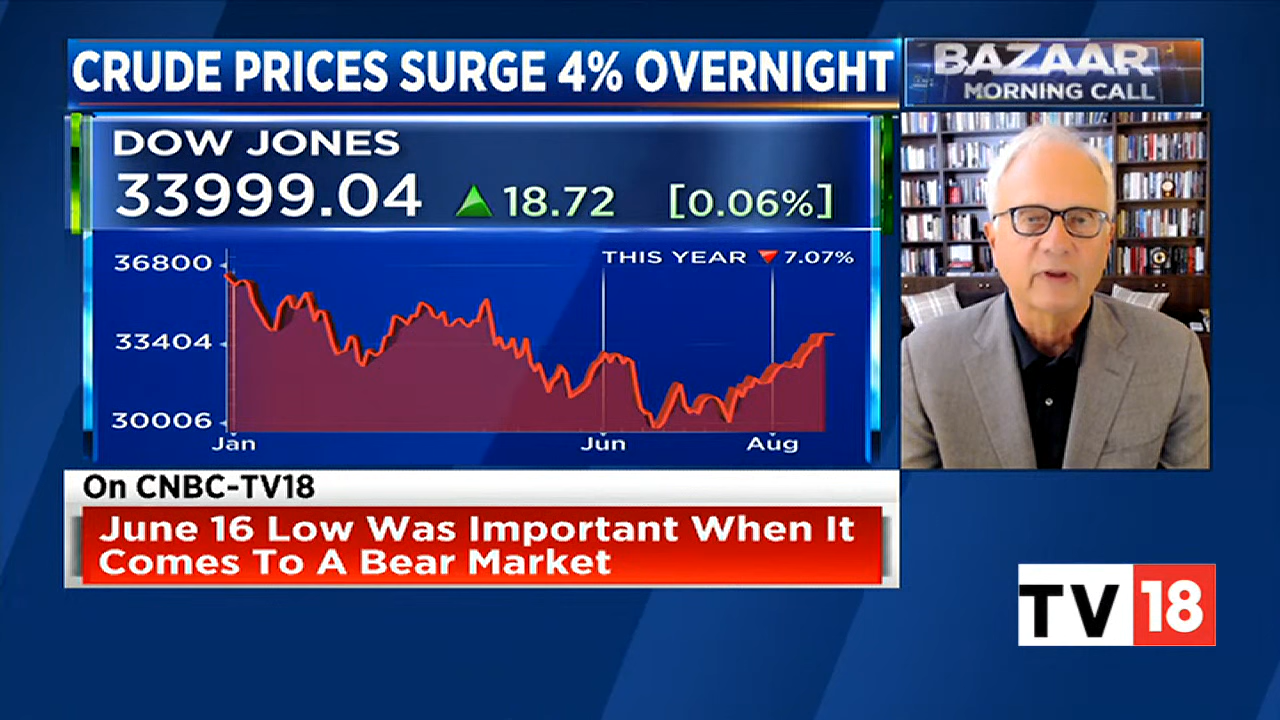 CRUDE PRICES SURGE 4% OVERNIGHT
BAZAAR
MORNING CALL
DOW JONES
33999.04 ▲ 18.72 [0.06%]
THIS YEAR ▼ 7.07%
36800
33404
30006
Jan Jun Aug
On CNBC-TV18
June 16 Low Was Important When It
Comes To A Bear Market
TV18